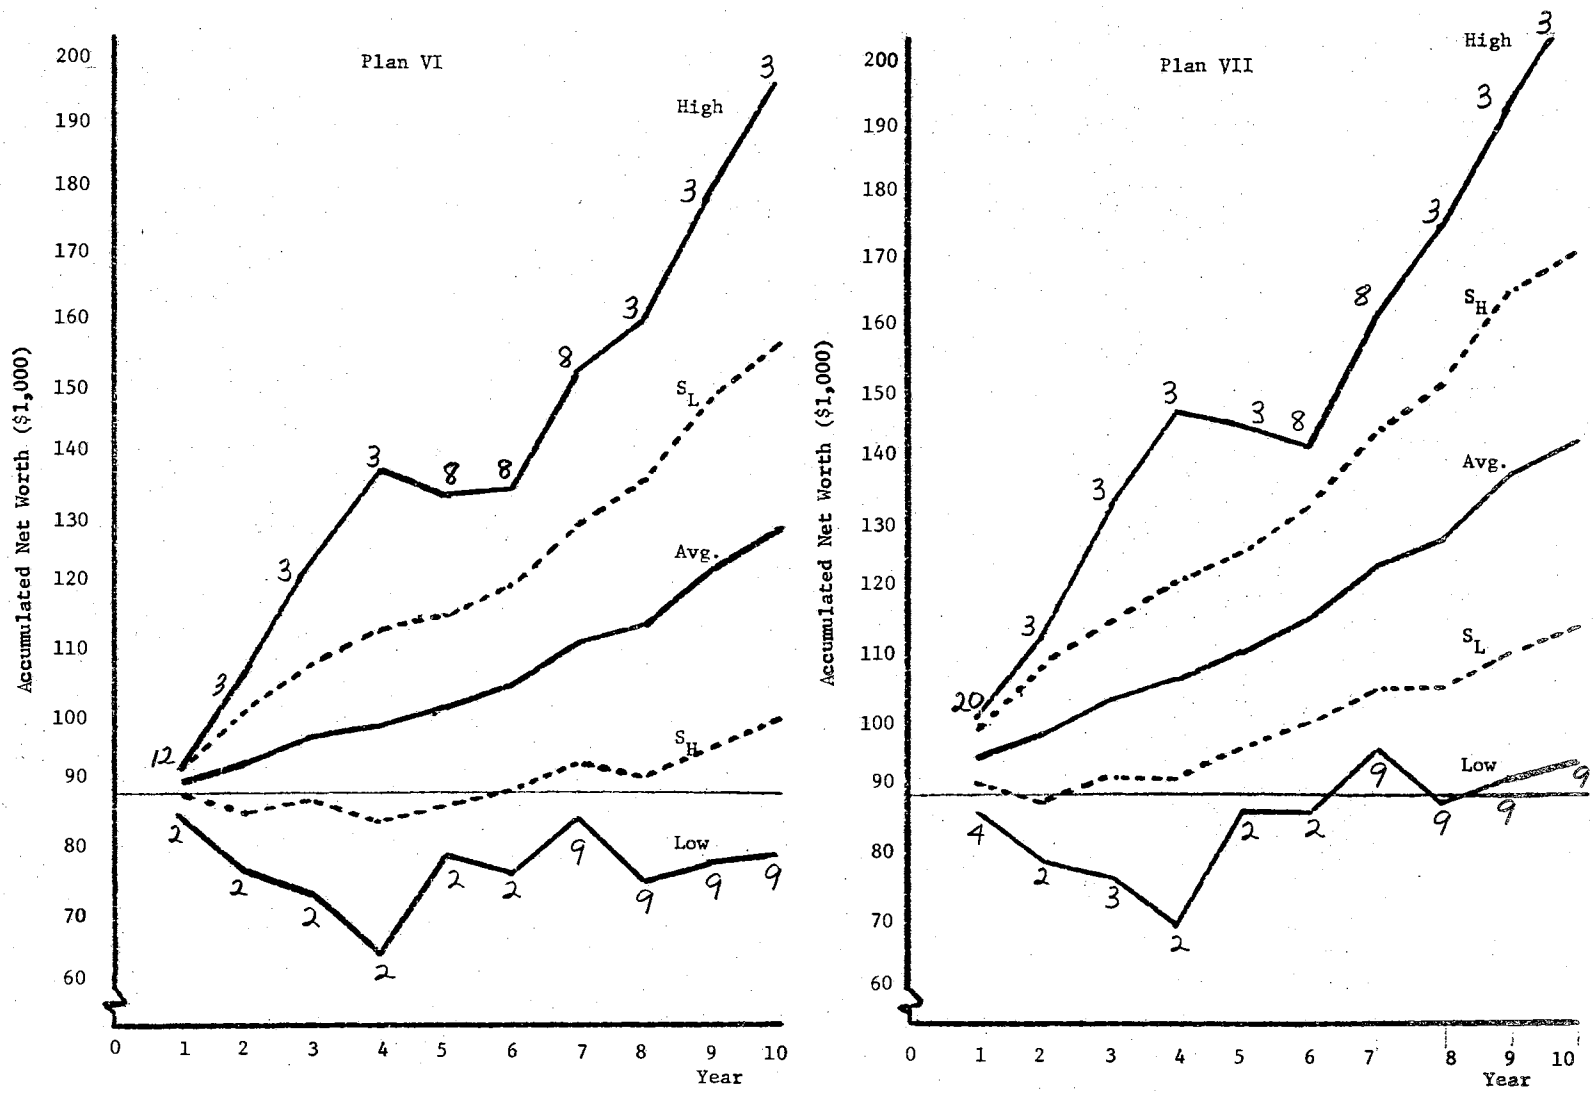 Plan VI
Accumulated Net Worth ($1,000)
200
190
180
170
160
150
140
130
120
110
100
90
80
70
60
High
S_L
Avg.
S_H
Low
12 3 3 3 8 8 8 3 3 3
2 2 2 2 2 2 9 9 9 9
0 1 2 3 4 5 6 7 8 9 10
Year
Plan VII
Accumulated Net Worth ($1,000)
200
190
180
170
160
150
140
130
120
110
100
90
80
70
60
High
S_H
Avg.
S_L
Low
20 3 3 3 3 8 8 3 3 3
4 2 3 2 2 2 9 9 9 9
0 1 2 3 4 5 6 7 8 9 10
Year